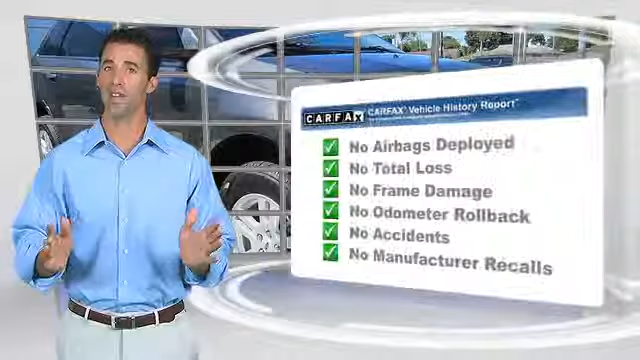 CARFAX CARFAX Vehicle History Report™
No Airbags Deployed
No Total Loss
No Frame Damage
No Odometer Rollback
No Accidents
No Manufacturer Recalls